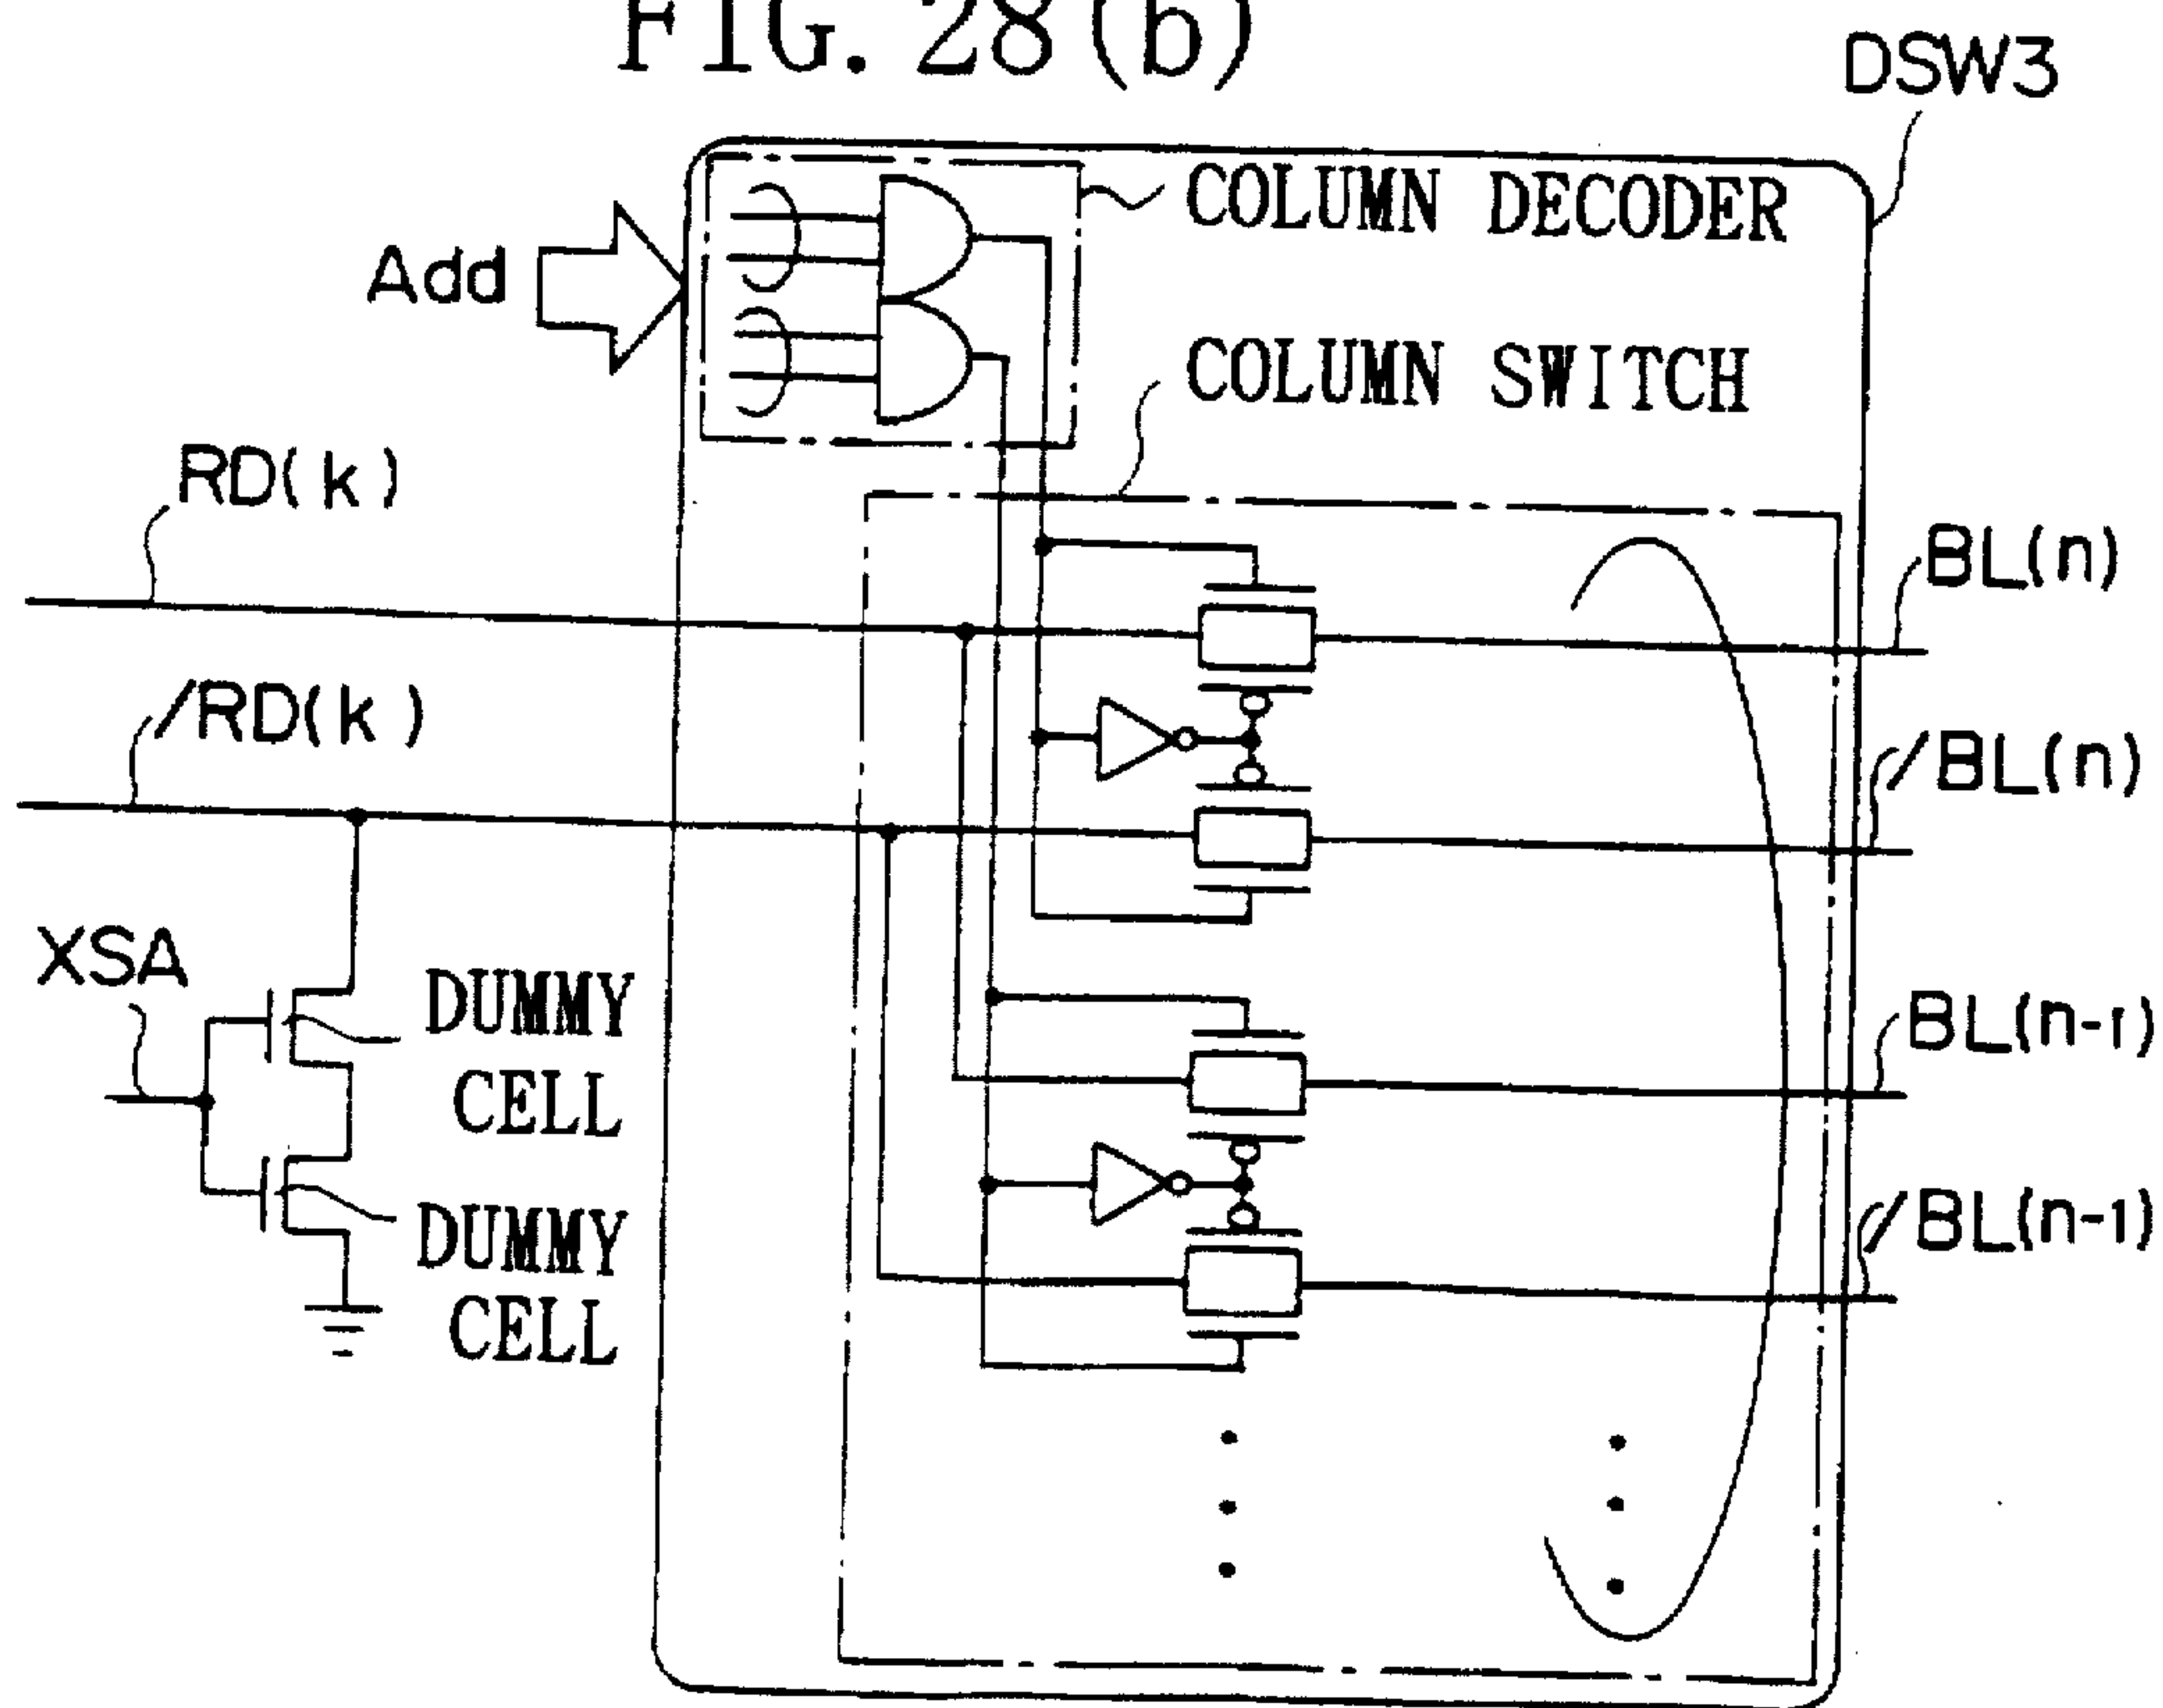 FIG. 28(b)
DSW3
COLUMN DECODER
Add
COLUMN SWITCH
RD(k)
BL(n)
/RD(k)
/BL(n)
XSA
DUMMY
CELL
BL(n-1)
DUMMY
CELL
/BL(n-1)